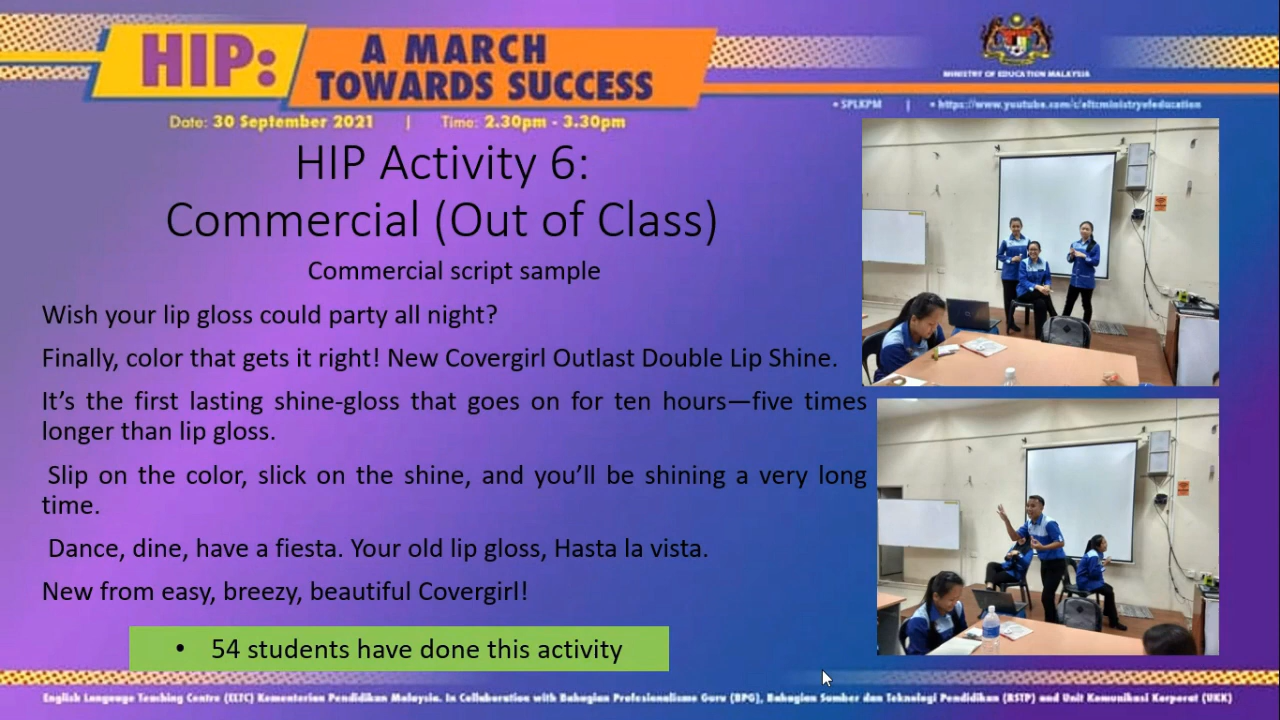 HIP:
A MARCH
TOWARDS SUCCESS
MINISTRY OF EDUCATION MALAYSIA
• SPLKPM | • https://www.youtube.com/c/eltcministryofeducation
Date: 30 September 2021 | Time: 2.30pm - 3.30pm
HIP Activity 6:
Commercial (Out of Class)
Commercial script sample
Wish your lip gloss could party all night?
Finally, color that gets it right! New Covergirl Outlast Double Lip Shine.
It’s the first lasting shine-gloss that goes on for ten hours—five times
longer than lip gloss.
Slip on the color, slick on the shine, and you’ll be shining a very long
time.
Dance, dine, have a fiesta. Your old lip gloss, Hasta la vista.
New from easy, breezy, beautiful Covergirl!
• 54 students have done this activity
English Language Teaching Centre (ELTC) Kementerian Pendidikan Malaysia. In Collaboration with Bahagian Profesionalisme Guru (BPG), Bahagian Sumber dan Teknologi Pendidikan (BSTP) and Unit Komunikasi Korporat (UKK)